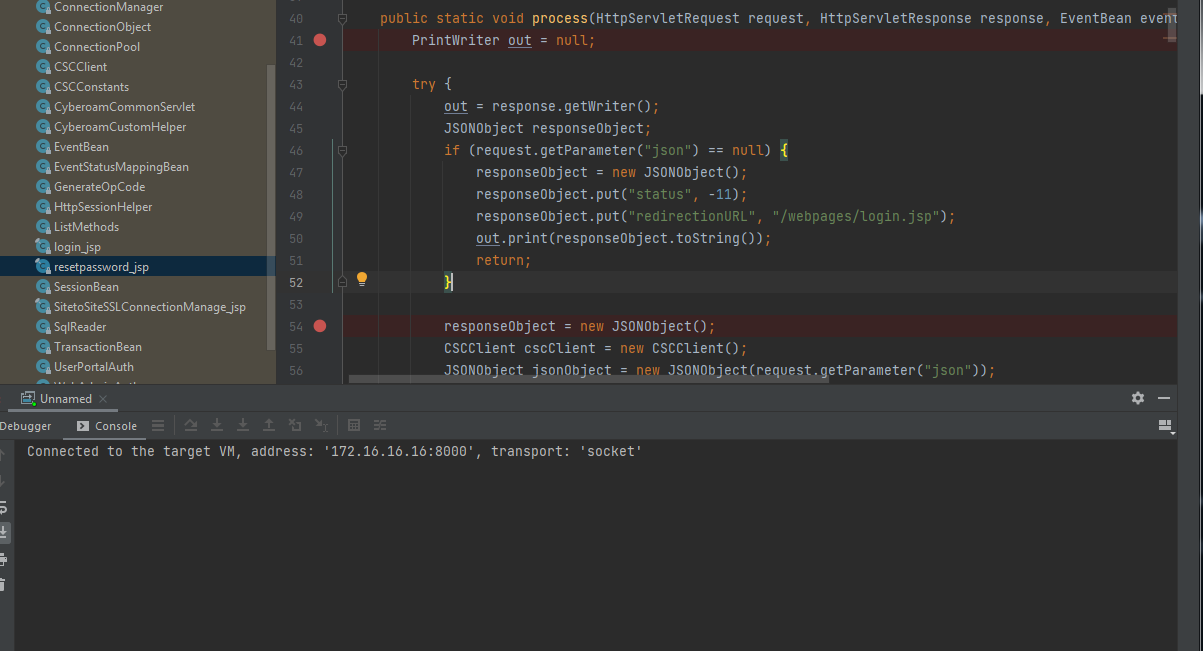 ConnectionManager
ConnectionObject
ConnectionPool
CSCClient
CSCConstants
CyberoamCommonServlet
CyberoamCustomHelper
EventBean
EventStatusMappingBean
GenerateOpCode
HttpSessionHelper
ListMethods
login_jsp
resetpassword_jsp
SessionBean
SitetoSiteSSLConnectionManage_jsp
SqlReader
TransactionBean
UserPortalAuth
40 public static void process(HttpServletRequest request, HttpServletResponse response, EventBean event
41 PrintWriter out = null;
42
43 try {
44 out = response.getWriter();
45 JSONObject responseObject;
46 if (request.getParameter("json") == null) {
47 responseObject = new JSONObject();
48 responseObject.put("status", -11);
49 responseObject.put("redirectionURL", "/webpages/login.jsp");
50 out.print(responseObject.toString());
51 return;
52 }
53
54 responseObject = new JSONObject();
55 CSCClient cscClient = new CSCClient();
56 JSONObject jsonObject = new JSONObject(request.getParameter("json"));
Unnamed
Debugger Console
Connected to the target VM, address: '172.16.16.16:8000', transport: 'socket'